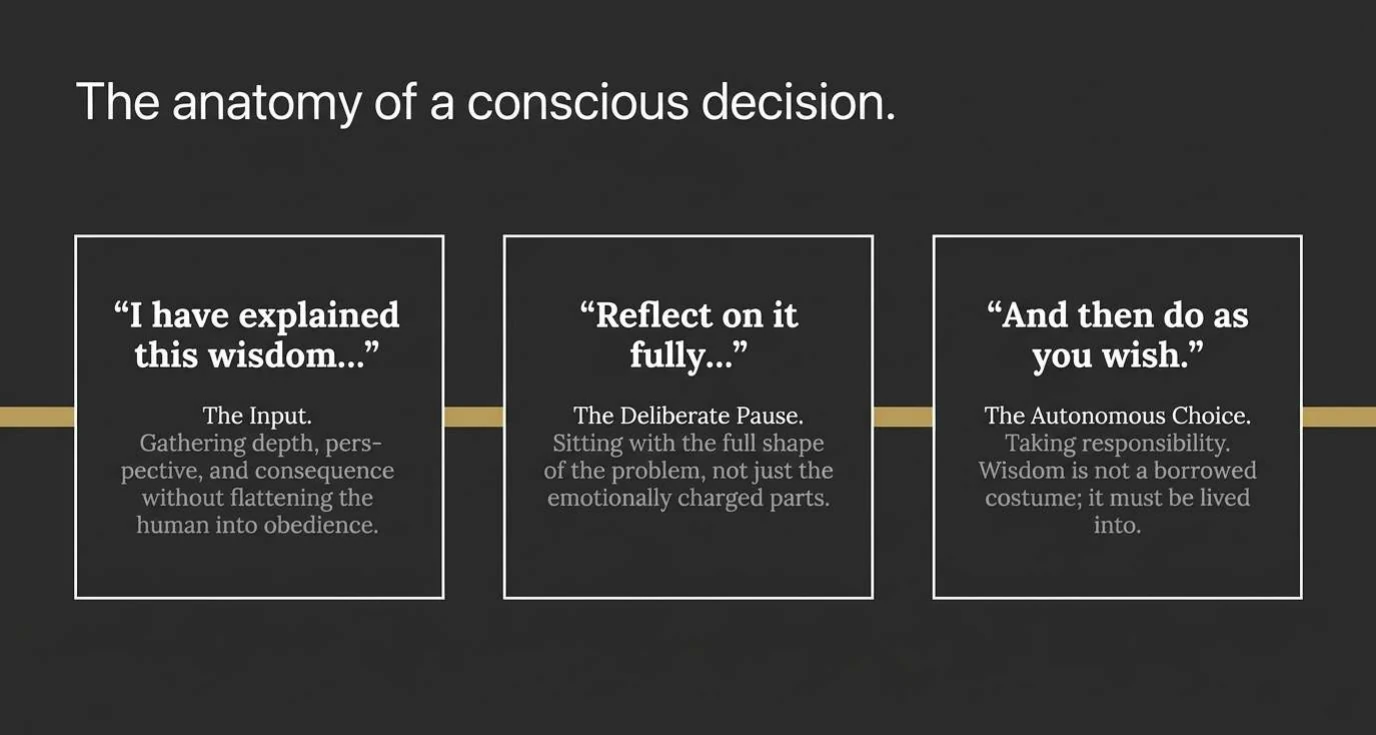 The anatomy of a conscious decision.
“I have explained
this wisdom...”
The Input.
Gathering depth, pers-
pective, and consequence
without flattening the
human into obedience.
“Reflect on it
fully...”
The Deliberate Pause.
Sitting with the full shape
of the problem, not just the
emotionally charged parts.
“And then do as
you wish.”
The Autonomous Choice.
Taking responsibility.
Wisdom is not a borrowed
costume; it must be lived
into.